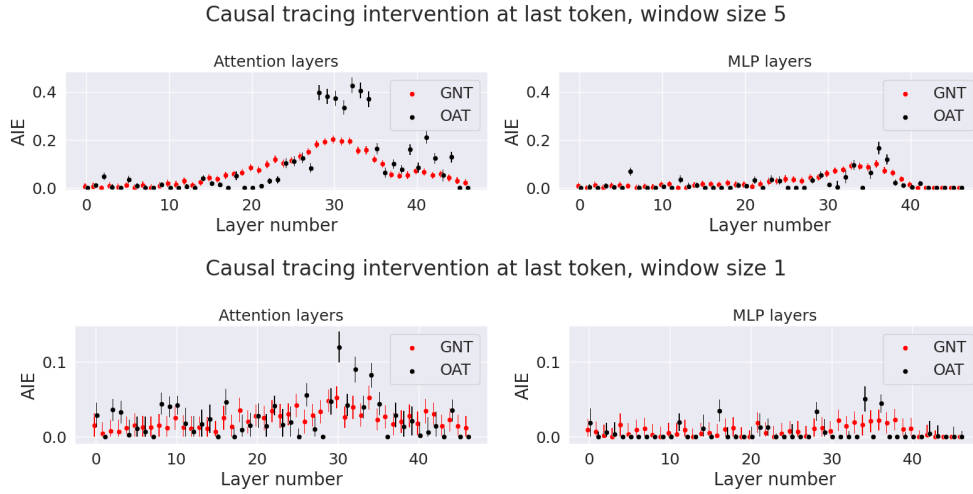 Causal tracing intervention at last token, window size 5
Attention layers
MLP layers
AIE
0.4
0.2
0.0
GNT
OAT
0 10 20 30 40
Layer number
AIE
0.4
0.2
0.0
GNT
OAT
0 10 20 30 40
Layer number
Causal tracing intervention at last token, window size 1
Attention layers
MLP layers
AIE
0.1
0.0
GNT
OAT
0 10 20 30 40
Layer number
AIE
0.1
0.0
GNT
OAT
0 10 20 30 40
Layer number